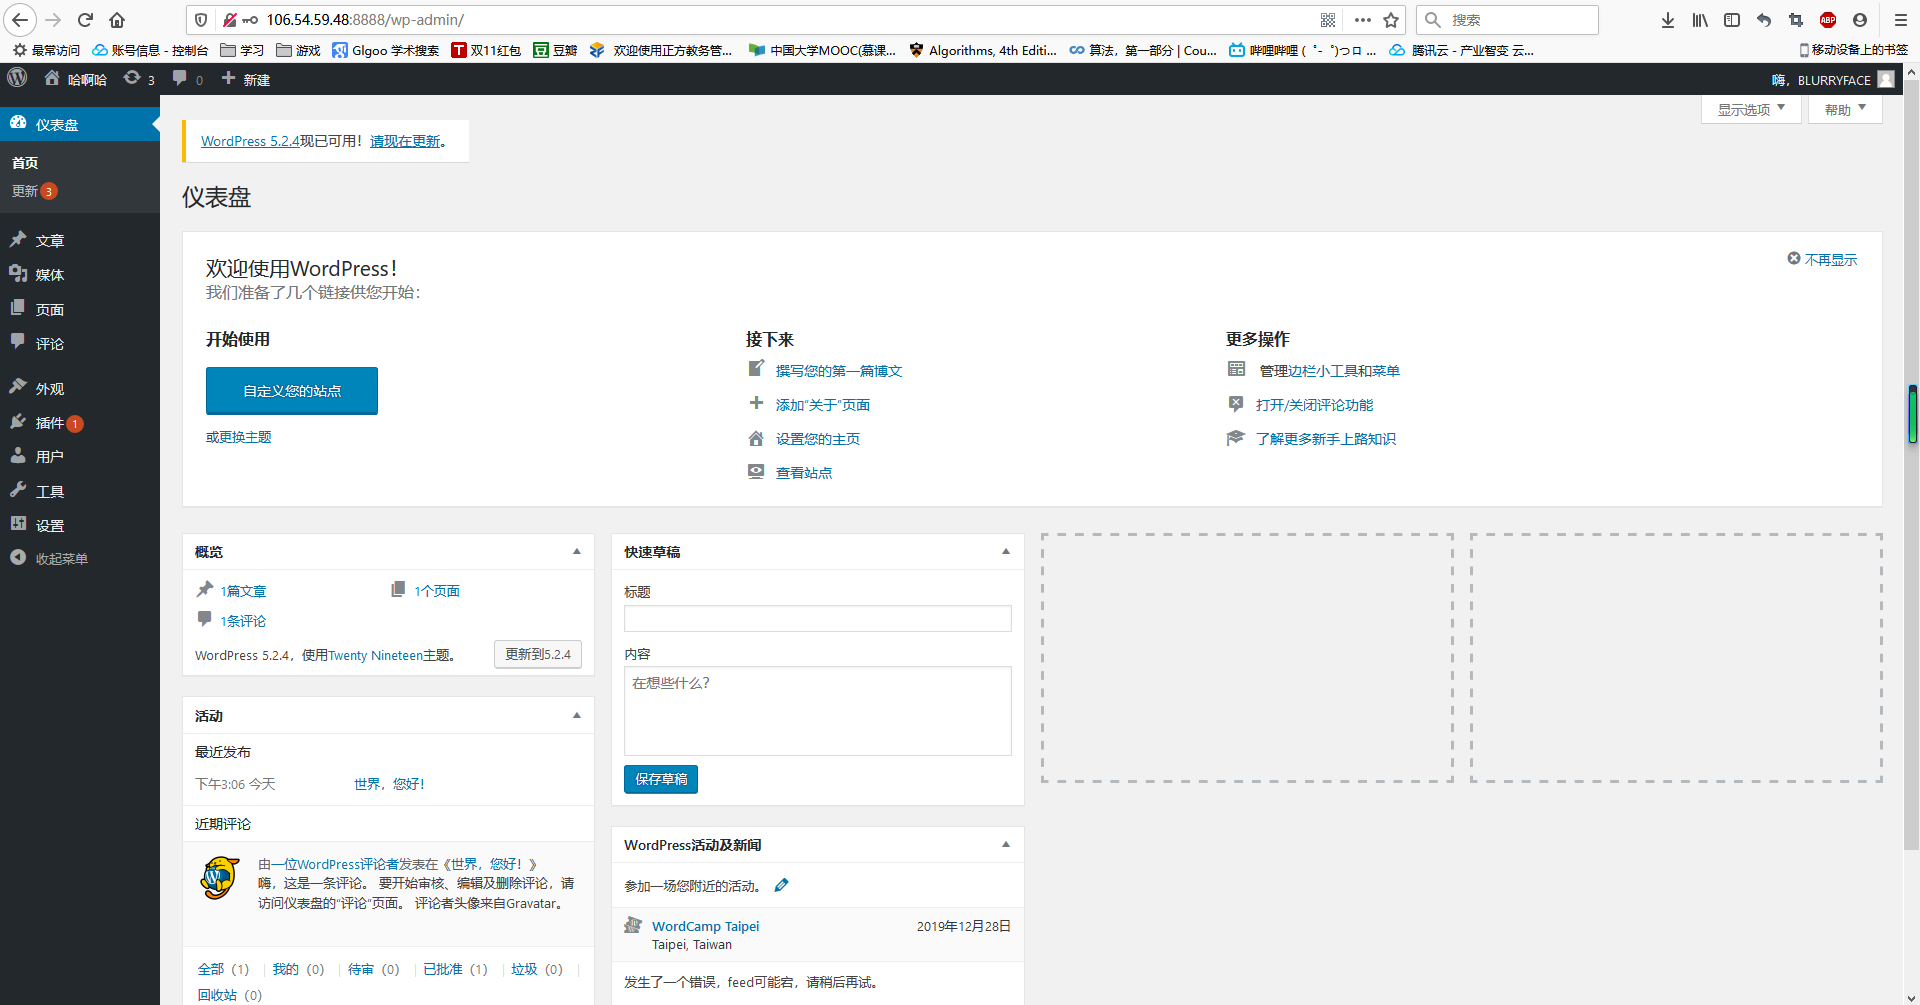 106.54.59.48:8888/wp-admin/
搜索
最常访问
账号信息 - 控制台
学习
游戏
Glgoo 学术搜索
双11红包
豆瓣
欢迎使用正方教务管...
中国大学MOOC(慕课...
Algorithms, 4th Editi...
算法，第一部分 | Cou...
哔哩哔哩 ( ゜- ゜)つロ ...
腾讯云 - 产业智变 云...
移动设备上的书签
哈啊哈
3
0
新建
嗨，BLURRYFACE
仪表盘
首页
更新 3
文章
媒体
页面
评论
外观
插件 1
用户
工具
设置
收起菜单
显示选项
帮助
WordPress 5.2.4现已可用！请现在更新。
仪表盘
欢迎使用WordPress！
我们准备了几个链接供您开始：
不再显示
开始使用
自定义您的站点
或更换主题
接下来
撰写您的第一篇博文
添加“关于”页面
设置您的主页
查看站点
更多操作
管理边栏小工具和菜单
打开/关闭评论功能
了解更多新手上路知识
概览
1篇文章
1个页面
1条评论
WordPress 5.2.4，使用Twenty Nineteen主题。
更新到5.2.4
活动
最近发布
下午3:06 今天
世界，您好！
近期评论
由一位WordPress评论者发表在《世界，您好！》
嗨，这是一条评论。 要开始审核、编辑及删除评论，请
访问仪表盘的“评论”页面。 评论者头像来自Gravatar。
全部（1）
我的（0）
待审（0）
已批准（1）
垃圾（0）
回收站（0）
快速草稿
标题
内容
在想些什么？
保存草稿
WordPress活动及新闻
参加一场您附近的活动。
WordCamp Taipei
2019年12月28日
Taipei, Taiwan
发生了一个错误，feed可能宕，请稍后再试。